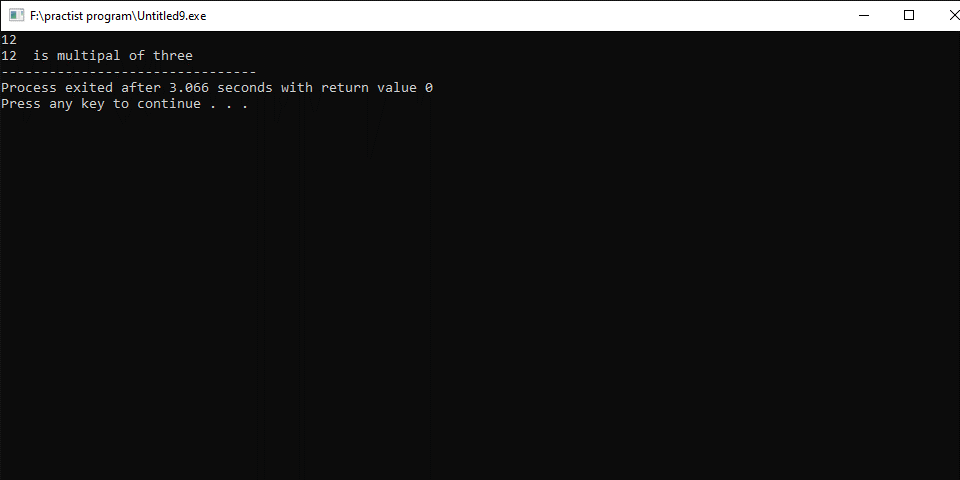 F:\practist program\Untitled9.exe
12
12  is multipal of three
--------------------------------
Process exited after 3.066 seconds with return value 0
Press any key to continue . . .